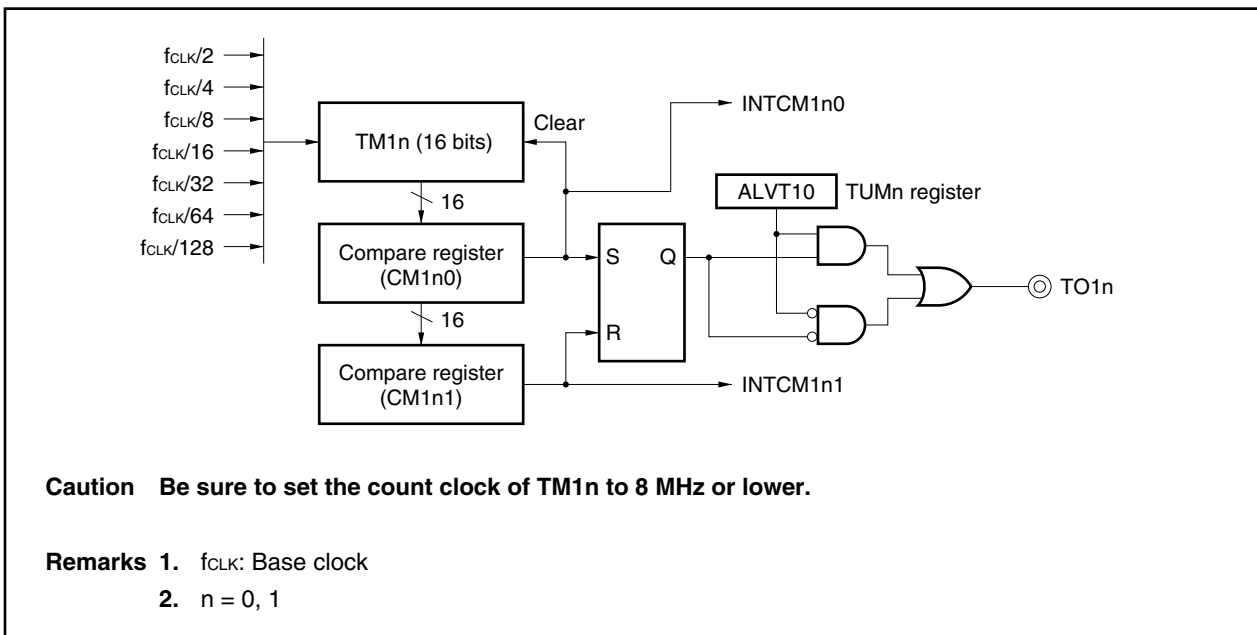 fCLK/2
fCLK/4
fCLK/8
fCLK/16
fCLK/32
fCLK/64
fCLK/128
TM1n (16 bits)
Clear
INTCM1n0
16
ALVT10 TUMn register
Compare register
(CM1n0)
S Q
TO1n
16
R
Compare register
(CM1n1)
INTCM1n1
Caution Be sure to set the count clock of TM1n to 8 MHz or lower.
Remarks 1. fCLK: Base clock
2. n = 0, 1